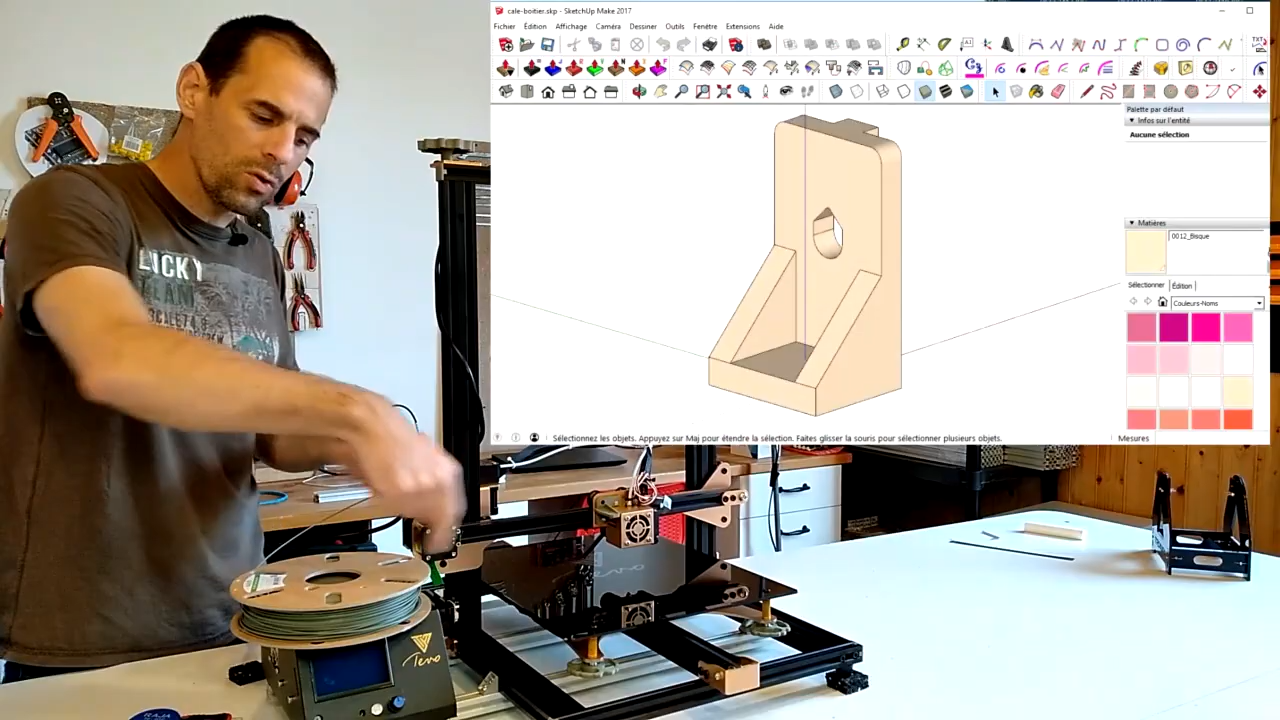 cale-boitier.skp - SketchUp Make 2017
Fichier Édition Affichage Caméra Dessiner Outils Fenêtre Extensions Aide
Palette par défaut
▼ Infos sur l'entité
Aucune sélection
▼ Matières
0012_Bisque
Sélectionner Édition
Couleurs-Noms
Sélectionnez les objets. Appuyez sur Maj pour étendre la sélection. Faites glisser la souris pour sélectionner plusieurs objets.
Mesures
LUCKY
Tevo
tevo